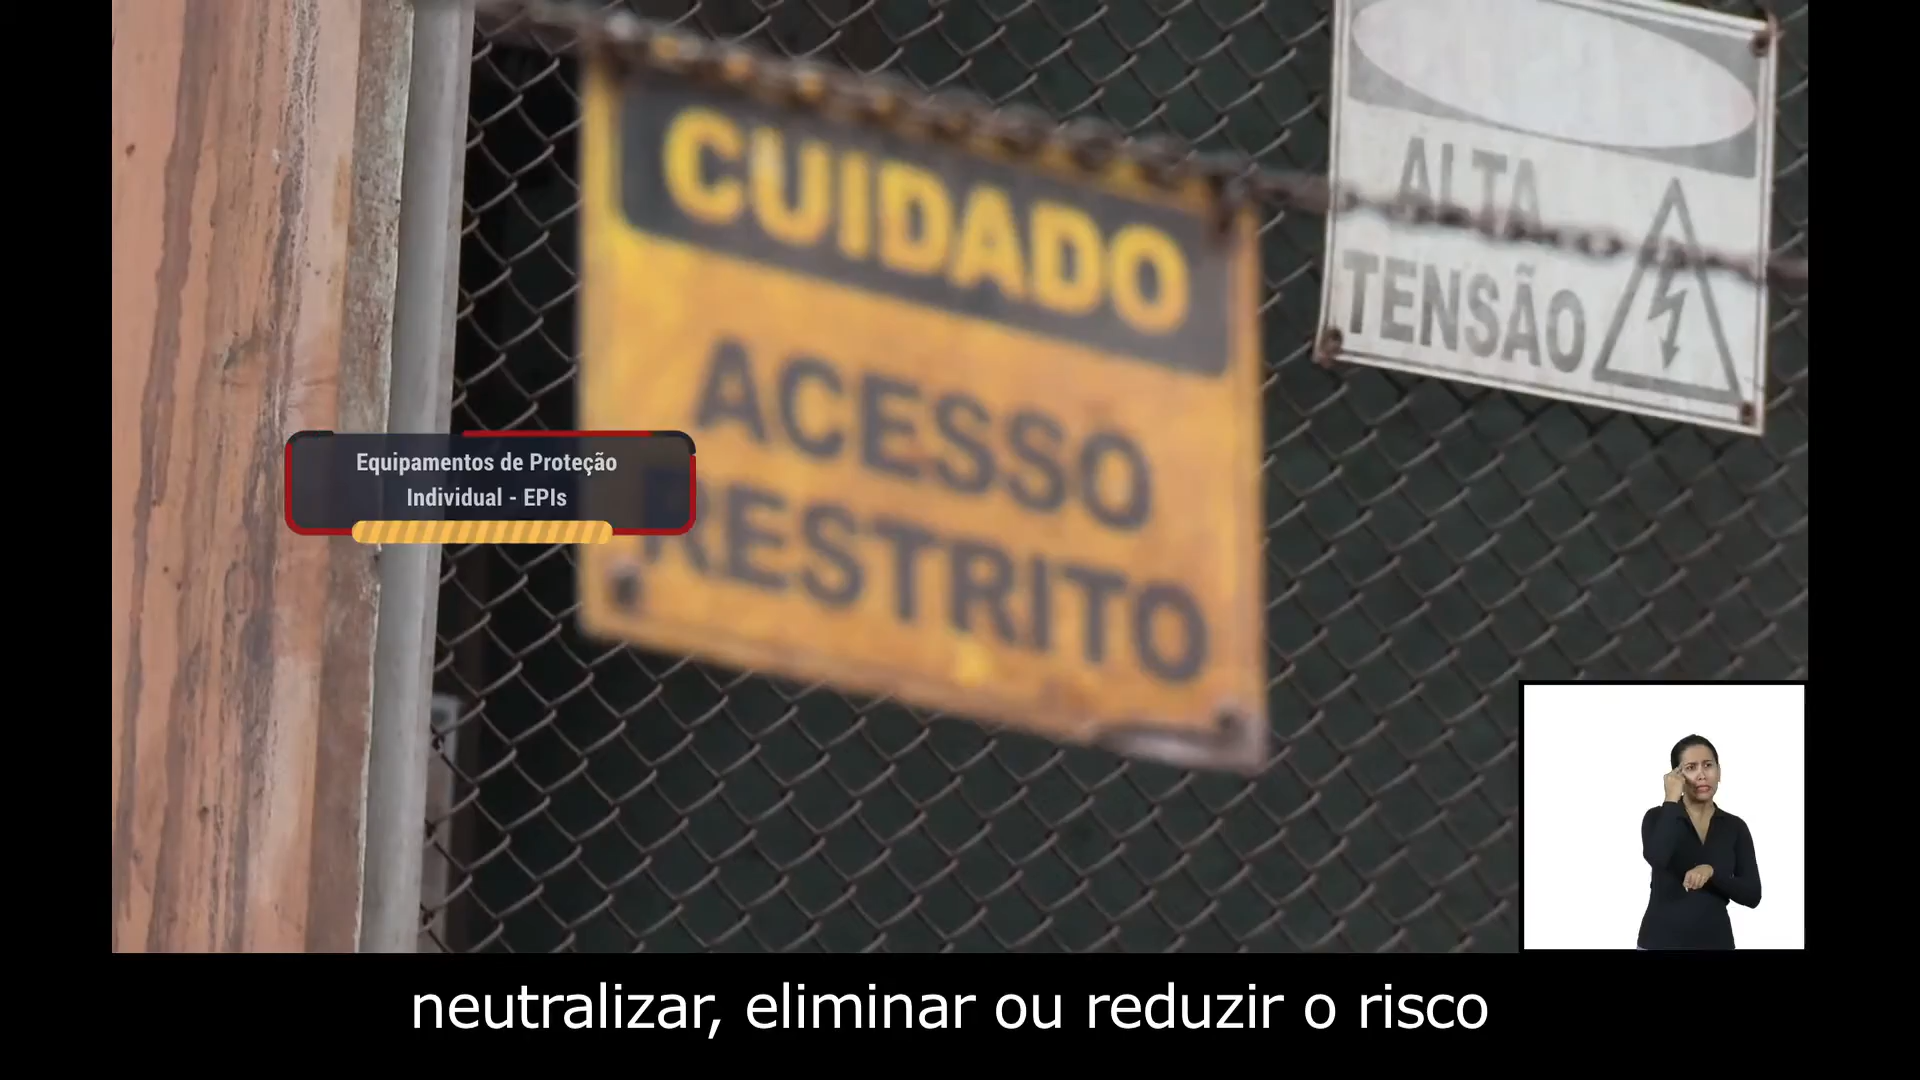 CUIDADO
ACESSO
RESTRITO
ALTA
TENSÃO
Equipamentos de Proteção
Individual - EPIs
neutralizar, eliminar ou reduzir o risco